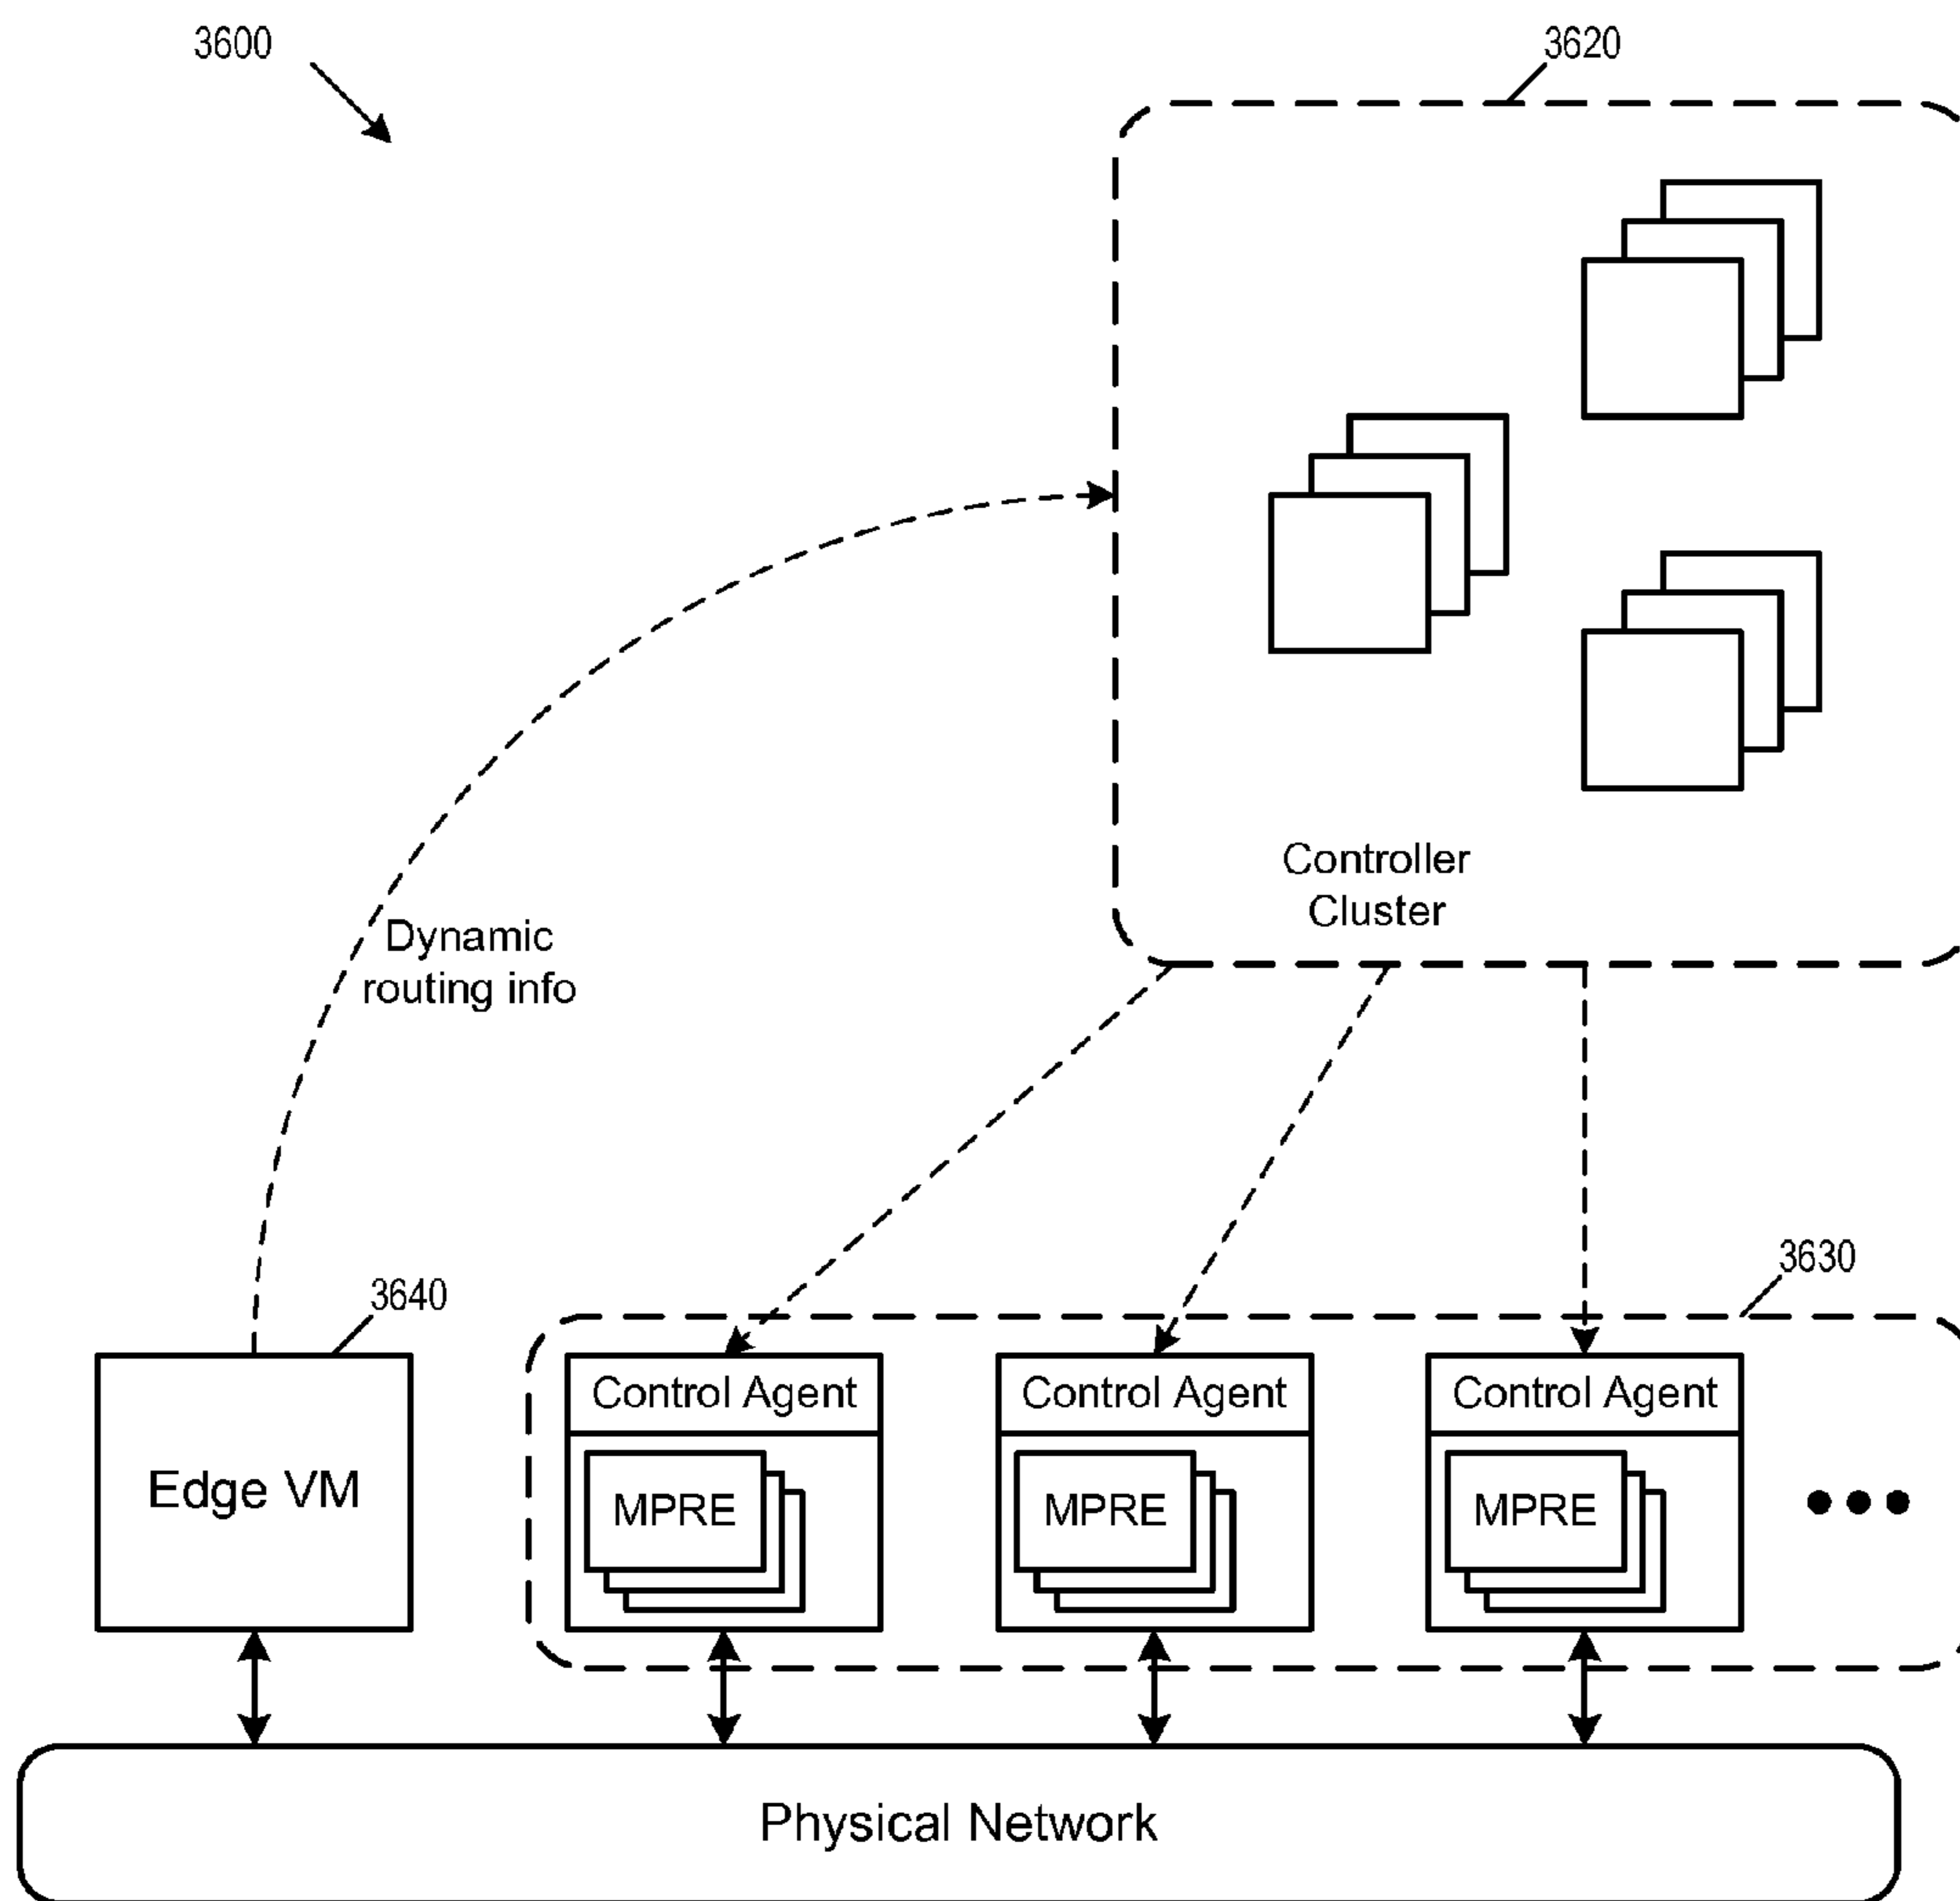 3600
3620
Controller
Cluster
Dynamic
routing info
3640
3630
Control Agent
Control Agent
Control Agent
Edge VM
MPRE
MPRE
MPRE
Physical Network